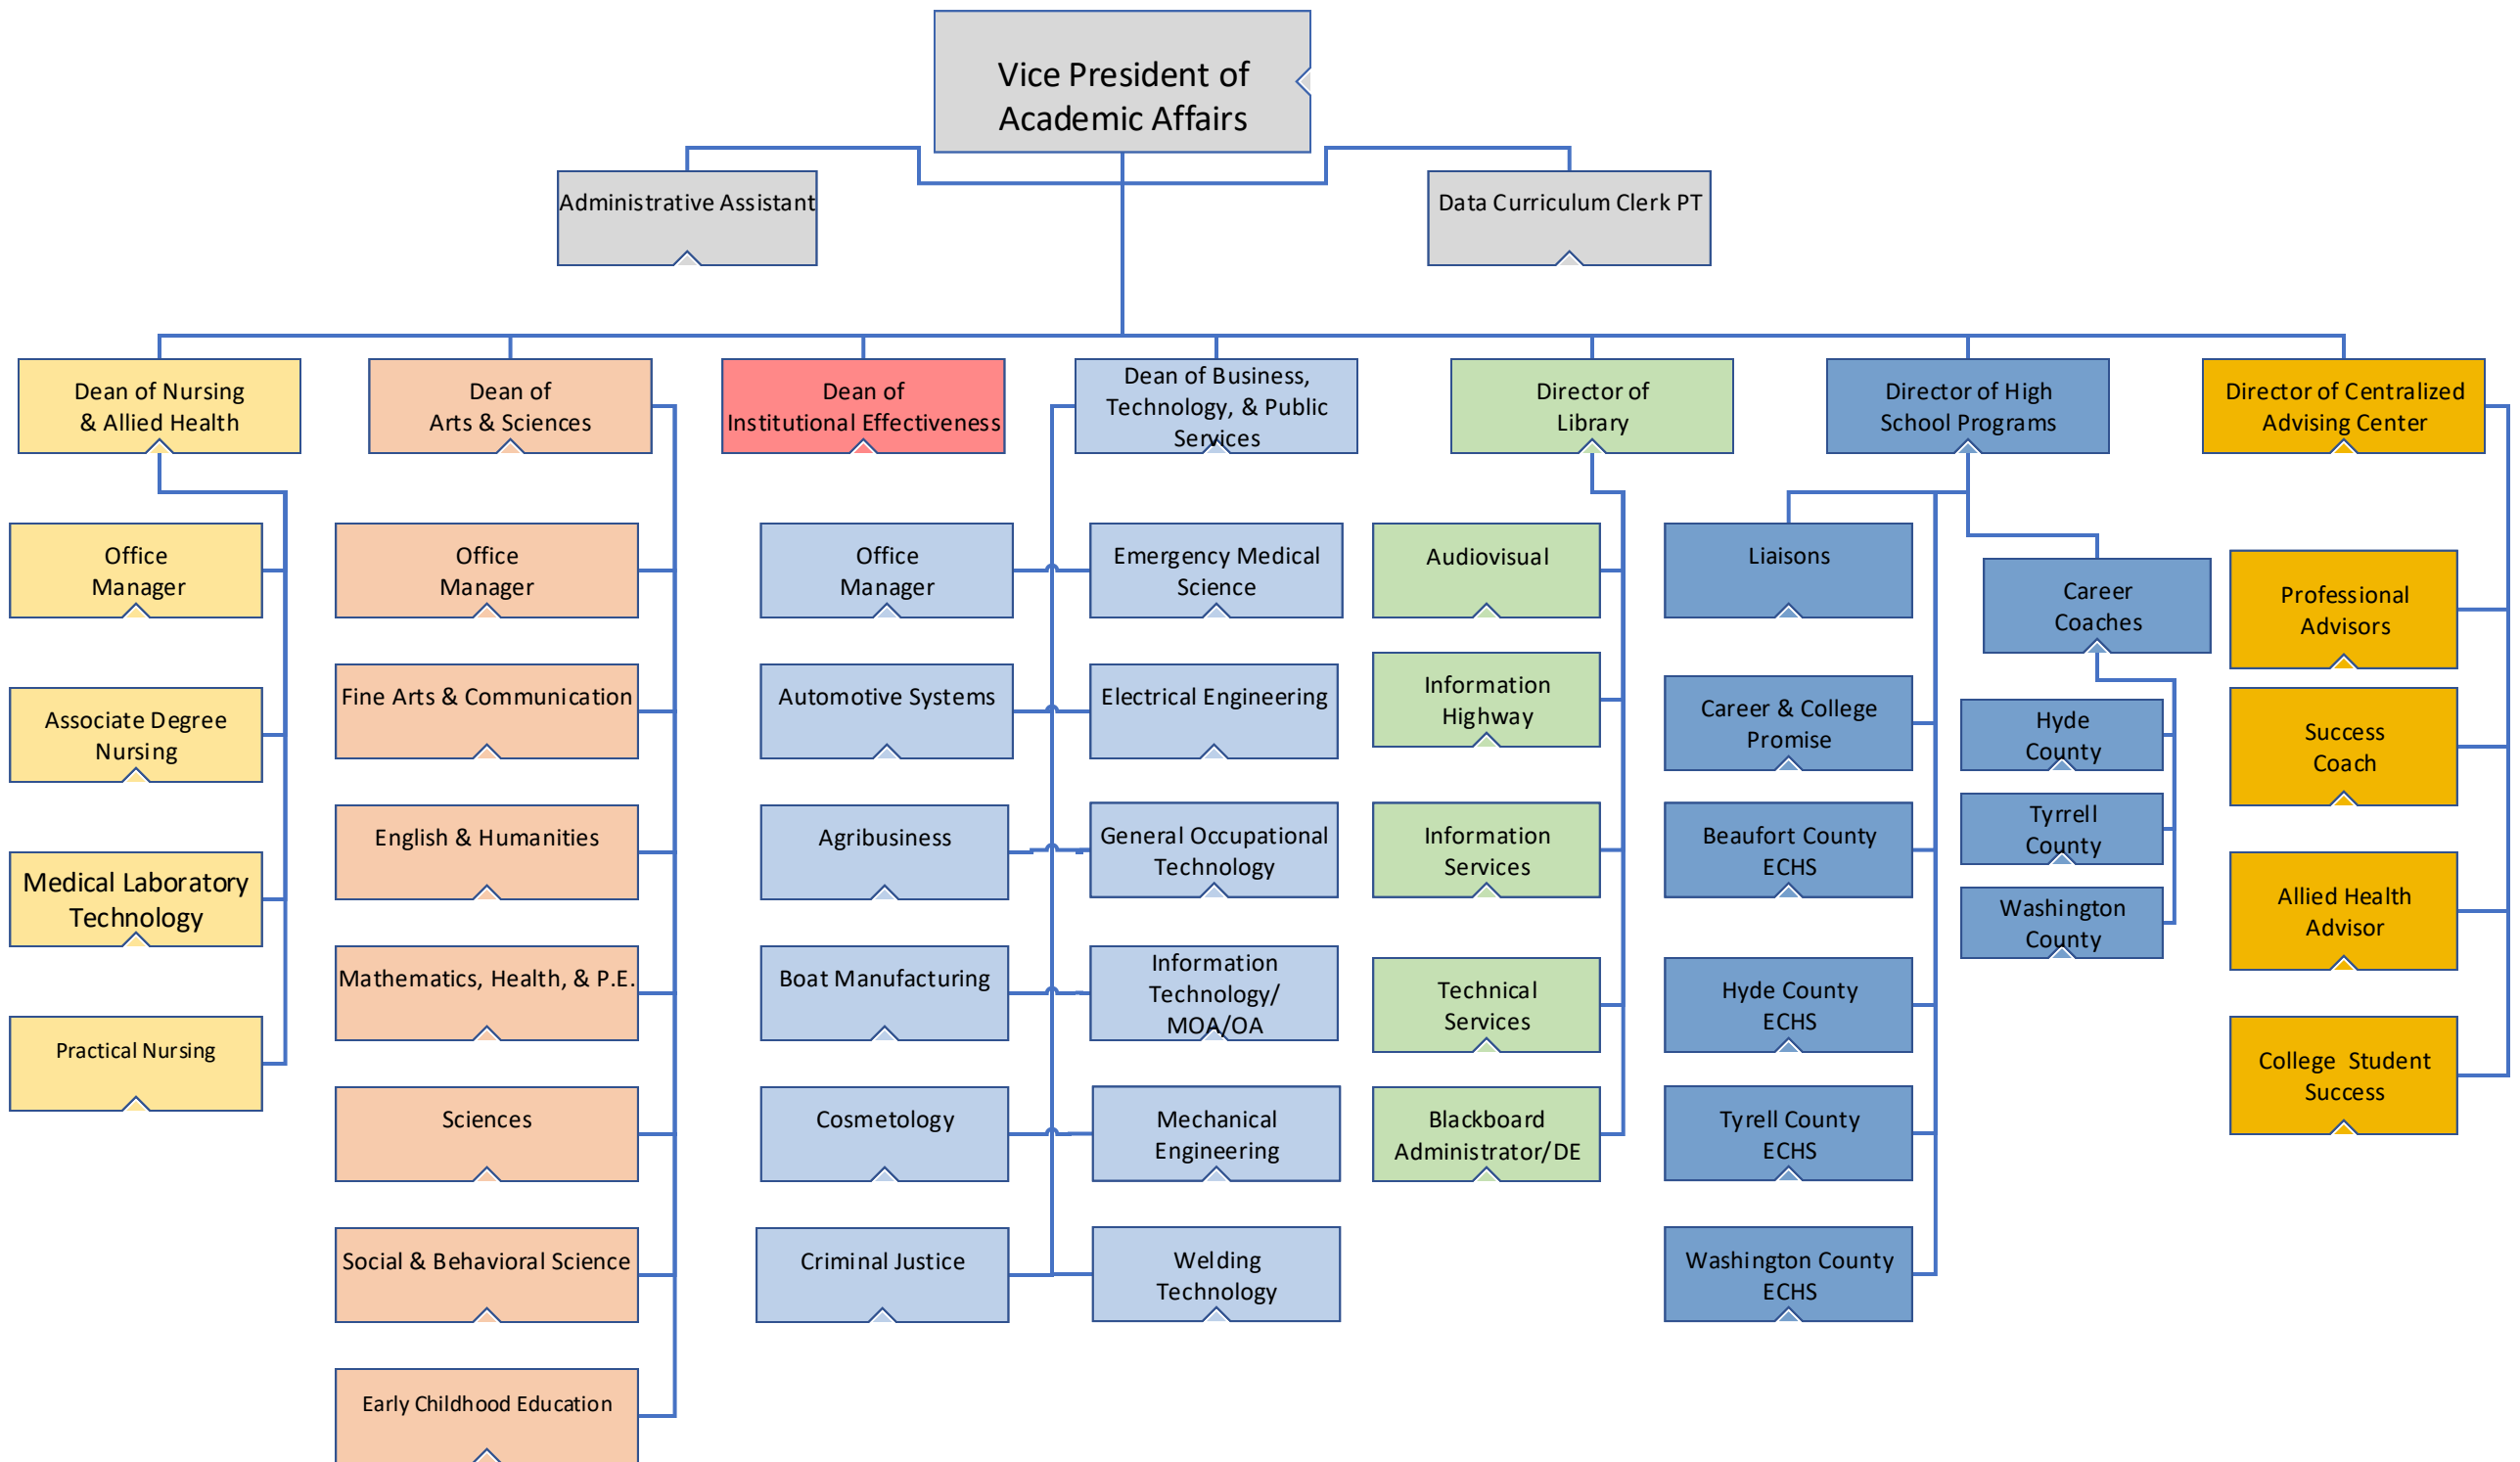 Vice President of
Academic Affairs
Administrative Assistant
Data Curriculum Clerk PT
Dean of Nursing
& Allied Health
Dean of
Arts & Sciences
Dean of
Institutional Effectiveness
Dean of Business,
Technology, & Public
Services
Director of
Library
Director of High
School Programs
Director of Centralized
Advising Center
Office
Manager
Associate Degree
Nursing
Medical Laboratory
Technology
Practical Nursing
Office
Manager
Fine Arts & Communication
English & Humanities
Mathematics, Health, & P.E.
Sciences
Social & Behavioral Science
Early Childhood Education
Office
Manager
Automotive Systems
Agribusiness
Boat Manufacturing
Cosmetology
Criminal Justice
Emergency Medical
Science
Electrical Engineering
General Occupational
Technology
Information
Technology/
MOA/OA
Mechanical
Engineering
Welding
Technology
Audiovisual
Information
Highway
Information
Services
Technical
Services
Blackboard
Administrator/DE
Liaisons
Career & College
Promise
Beaufort County
ECHS
Hyde County
ECHS
Tyrell County
ECHS
Washington County
ECHS
Career
Coaches
Hyde
County
Tyrrell
County
Washington
County
Professional
Advisors
Success
Coach
Allied Health
Advisor
College  Student
Success